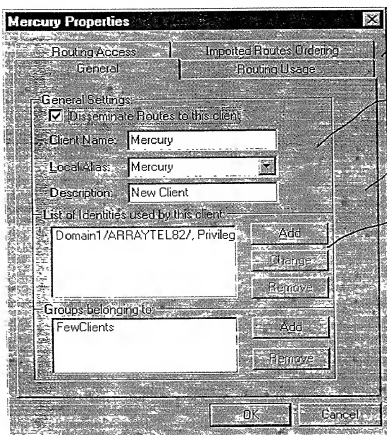 Mercury Properties
Routing Access
Imported Routes Ordering
General
Routing Usage
General Settings:
Disseminate Routes to this client
Client Name: Mercury
Local Alias: Mercury
Description: New Client
List of Identities used by this client
Domain1/ARRAYTEL82/, Privileg
Add
Change
Remove
Groups belonging to:
FewClients
Add
Remove
OK
Cancel